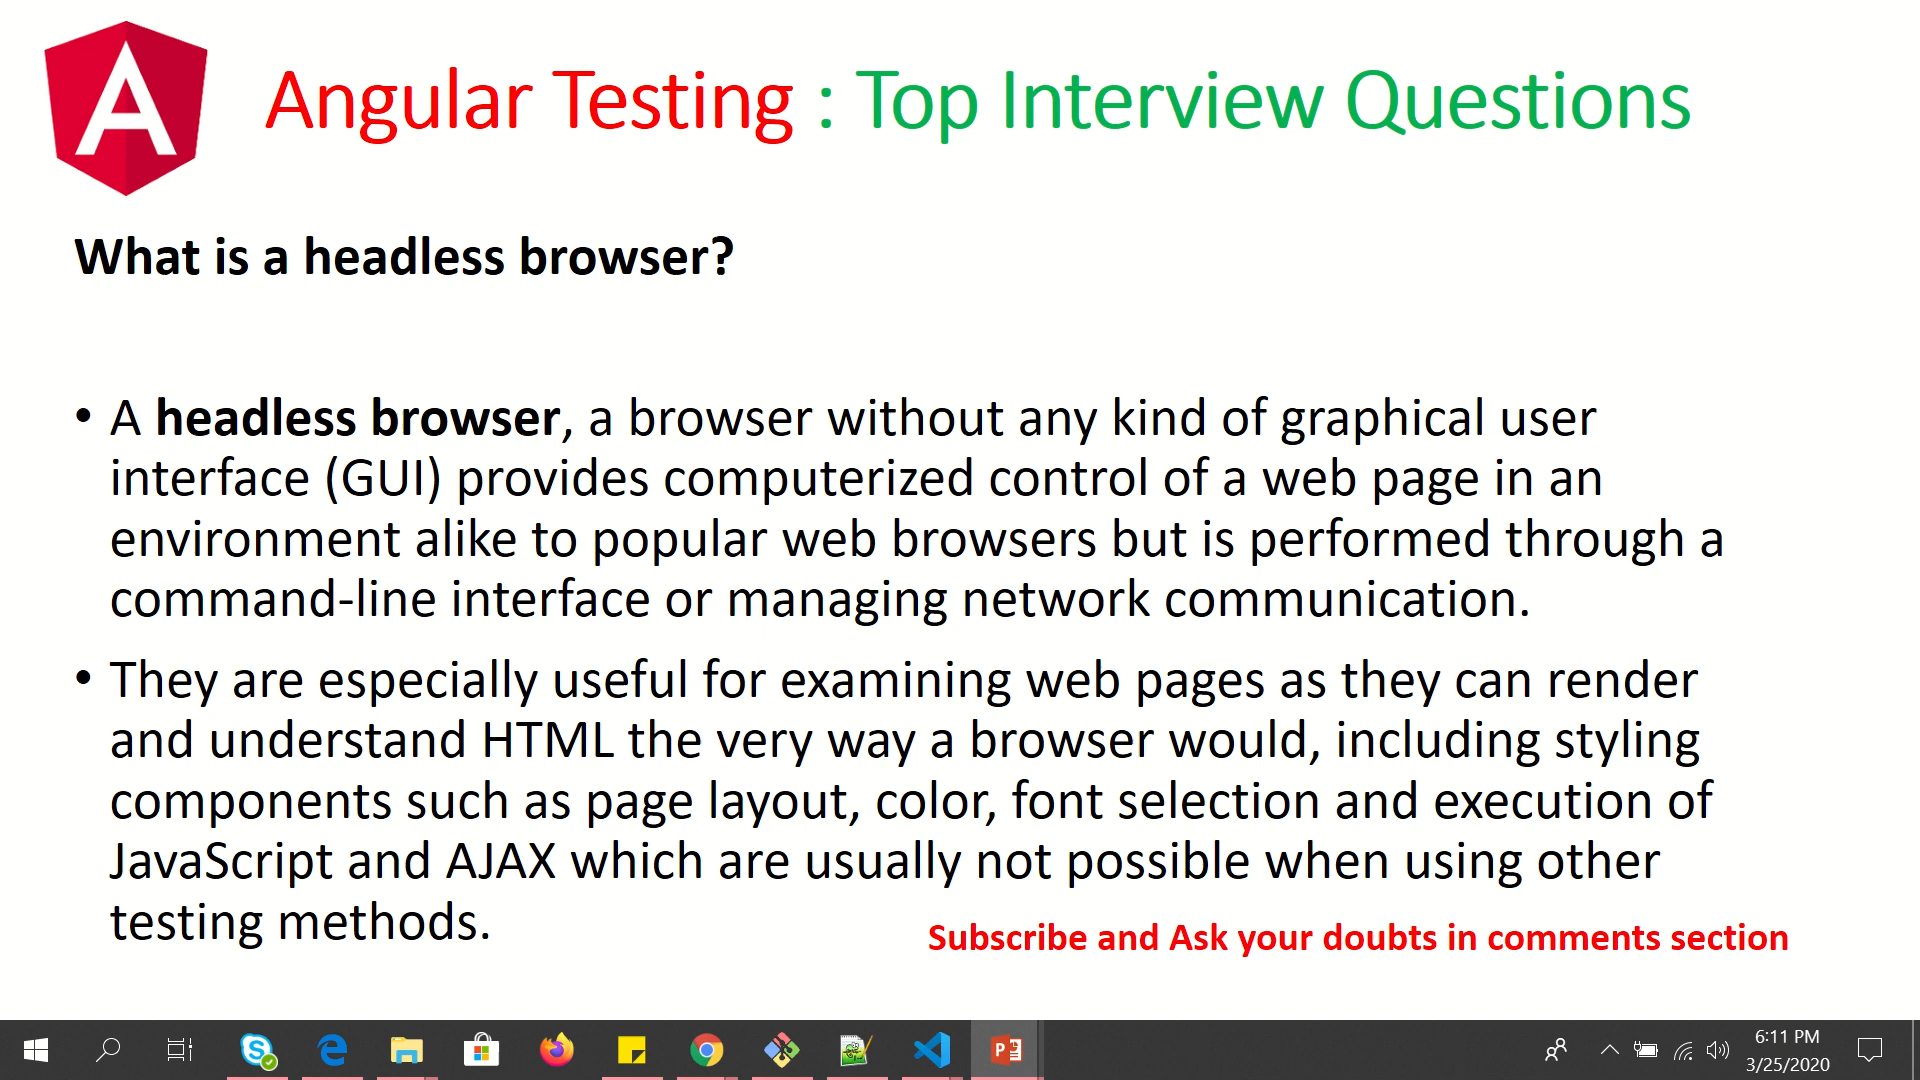 Angular Testing : Top Interview Questions
What is a headless browser?
• A headless browser, a browser without any kind of graphical user
interface (GUI) provides computerized control of a web page in an
environment alike to popular web browsers but is performed through a
command-line interface or managing network communication.
• They are especially useful for examining web pages as they can render
and understand HTML the very way a browser would, including styling
components such as page layout, color, font selection and execution of
JavaScript and AJAX which are usually not possible when using other
testing methods.
Subscribe and Ask your doubts in comments section
6:11 PM
3/25/2020